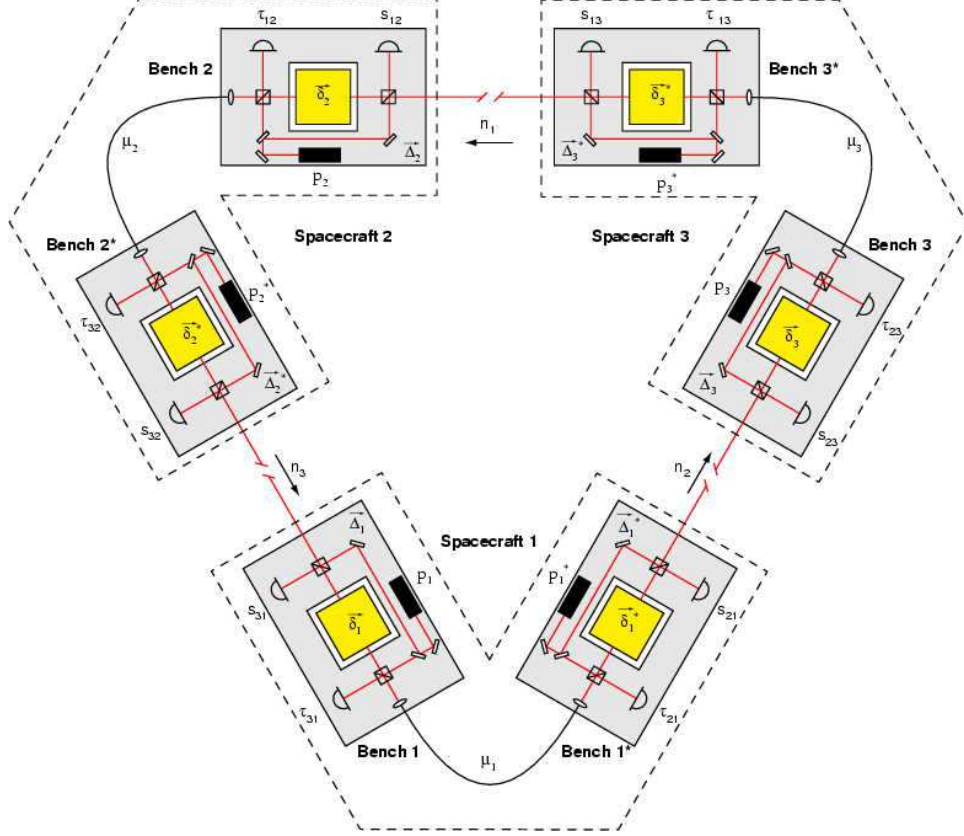 τ12
s12
s13
τ13
Bench 2
δ2
δ3*
Bench 3*
n1
μ2
Δ2
Δ3*
μ3
p2
p3*
Bench 2*
Spacecraft 2
Spacecraft 3
Bench 3
p2*
p3
τ32
δ2*
δ3
τ23
Δ2*
Δ3
s32
s23
n3
n2
Δ1
Spacecraft 1
Δ1*
p1
p1*
s31
δ1
δ1*
s21
τ31
τ21
Bench 1
Bench 1*
μ1